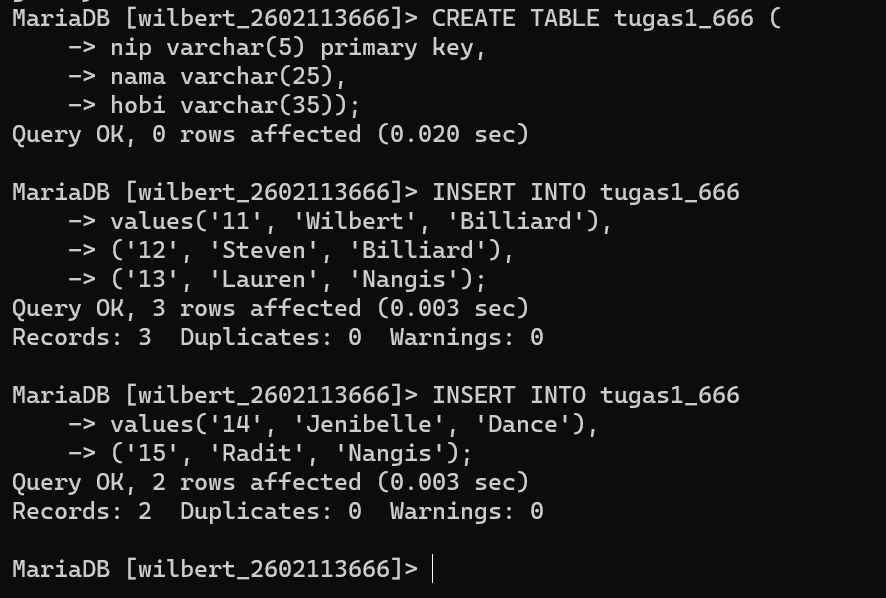 MariaDB [wilbert_2602113666]> CREATE TABLE tugas1_666 (
    -> nip varchar(5) primary key,
    -> nama varchar(25),
    -> hobi varchar(35));
Query OK, 0 rows affected (0.020 sec)

MariaDB [wilbert_2602113666]> INSERT INTO tugas1_666
    -> values('11', 'Wilbert', 'Billiard'),
    -> ('12', 'Steven', 'Billiard'),
    -> ('13', 'Lauren', 'Nangis');
Query OK, 3 rows affected (0.003 sec)
Records: 3  Duplicates: 0  Warnings: 0

MariaDB [wilbert_2602113666]> INSERT INTO tugas1_666
    -> values('14', 'Jenibelle', 'Dance'),
    -> ('15', 'Radit', 'Nangis');
Query OK, 2 rows affected (0.003 sec)
Records: 2  Duplicates: 0  Warnings: 0

MariaDB [wilbert_2602113666]>